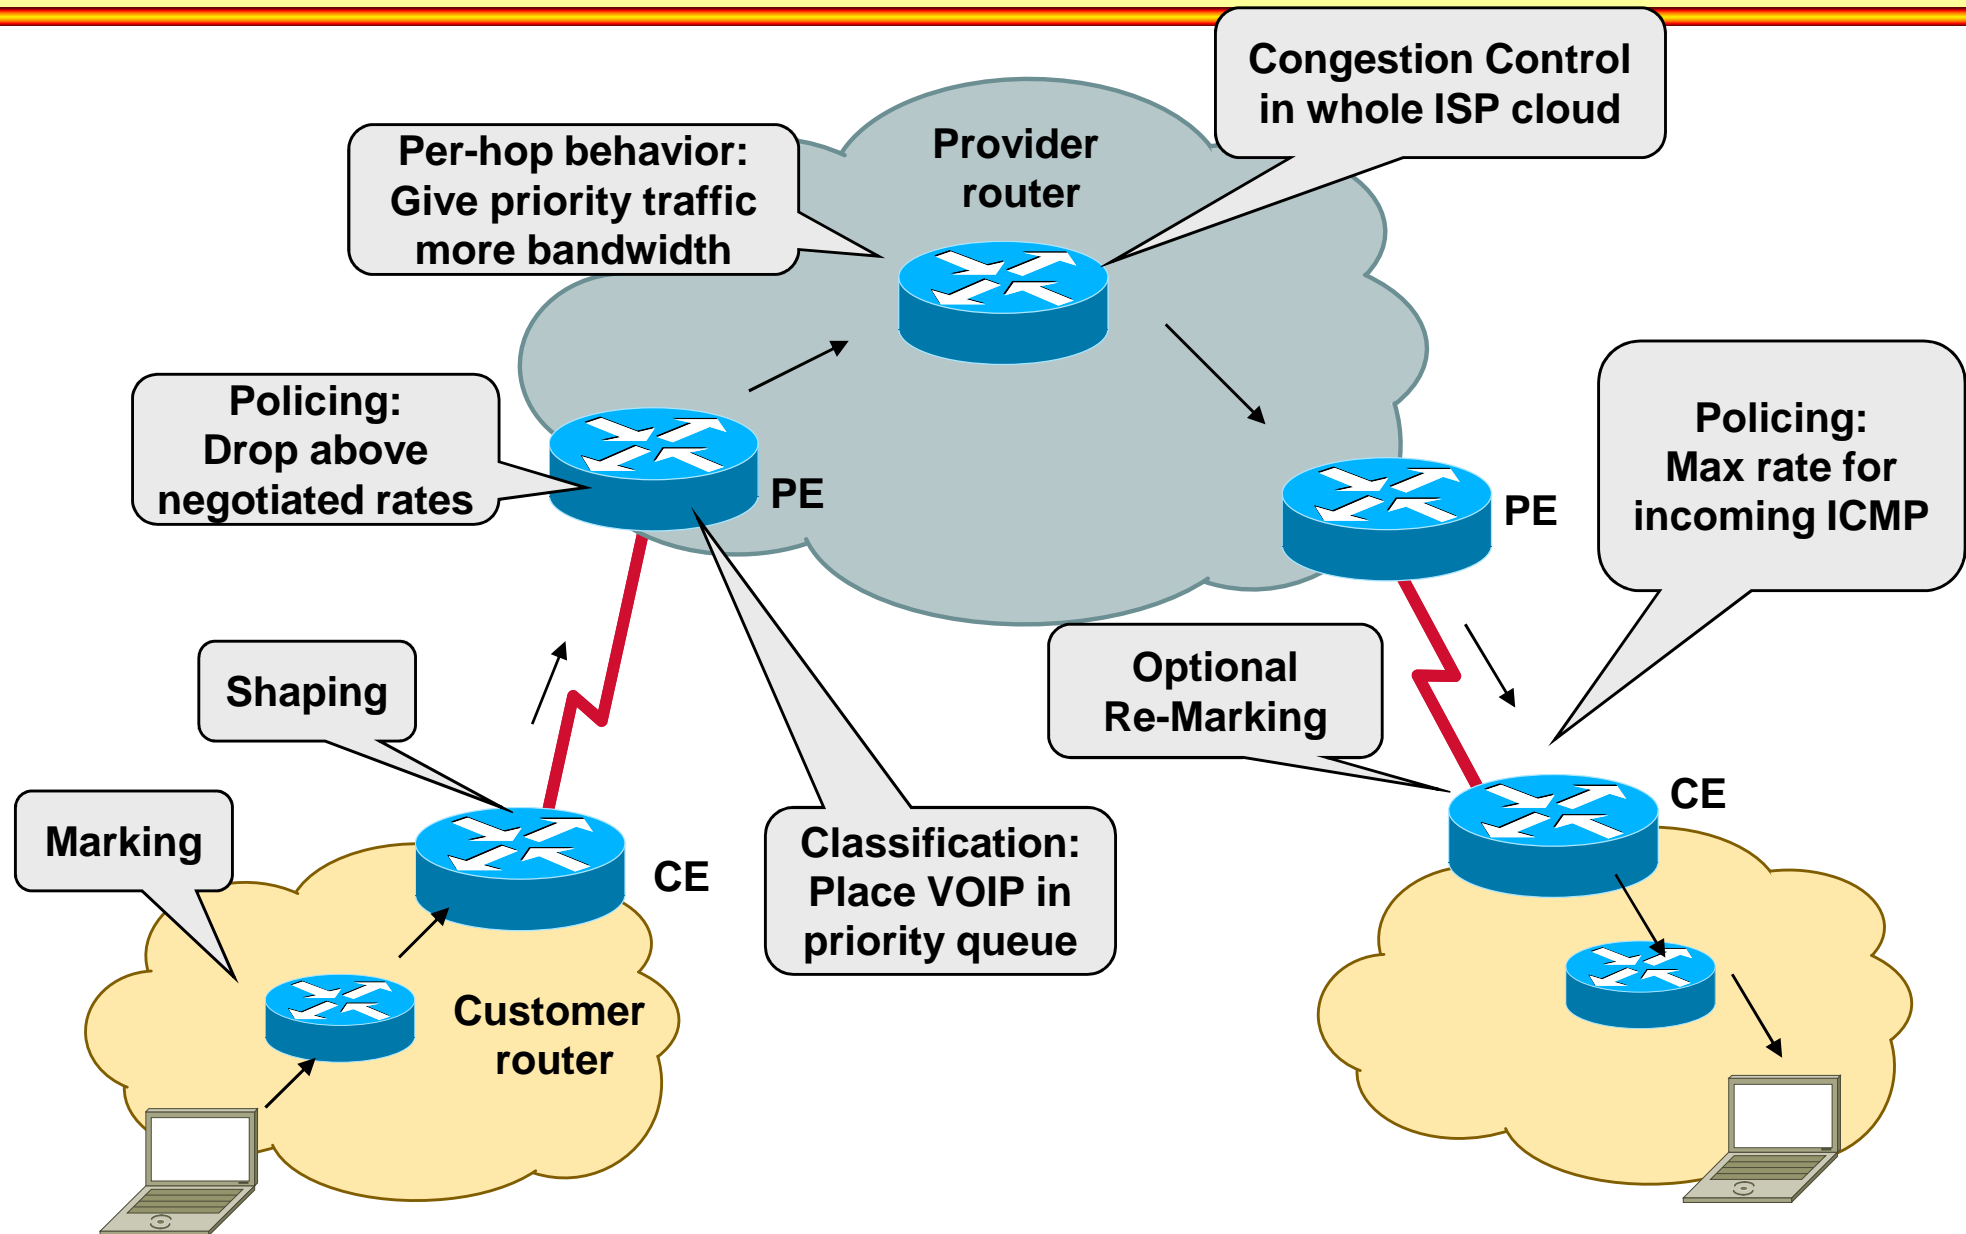 Congestion Control
in whole ISP cloud
Per-hop behavior:
Give priority traffic
more bandwidth
Provider
router
Policing:
Drop above
negotiated rates
PE
PE
Policing:
Max rate for
incoming ICMP
Shaping
Optional
Re-Marking
Marking
CE
Classification:
Place VOIP in
priority queue
CE
Customer
router